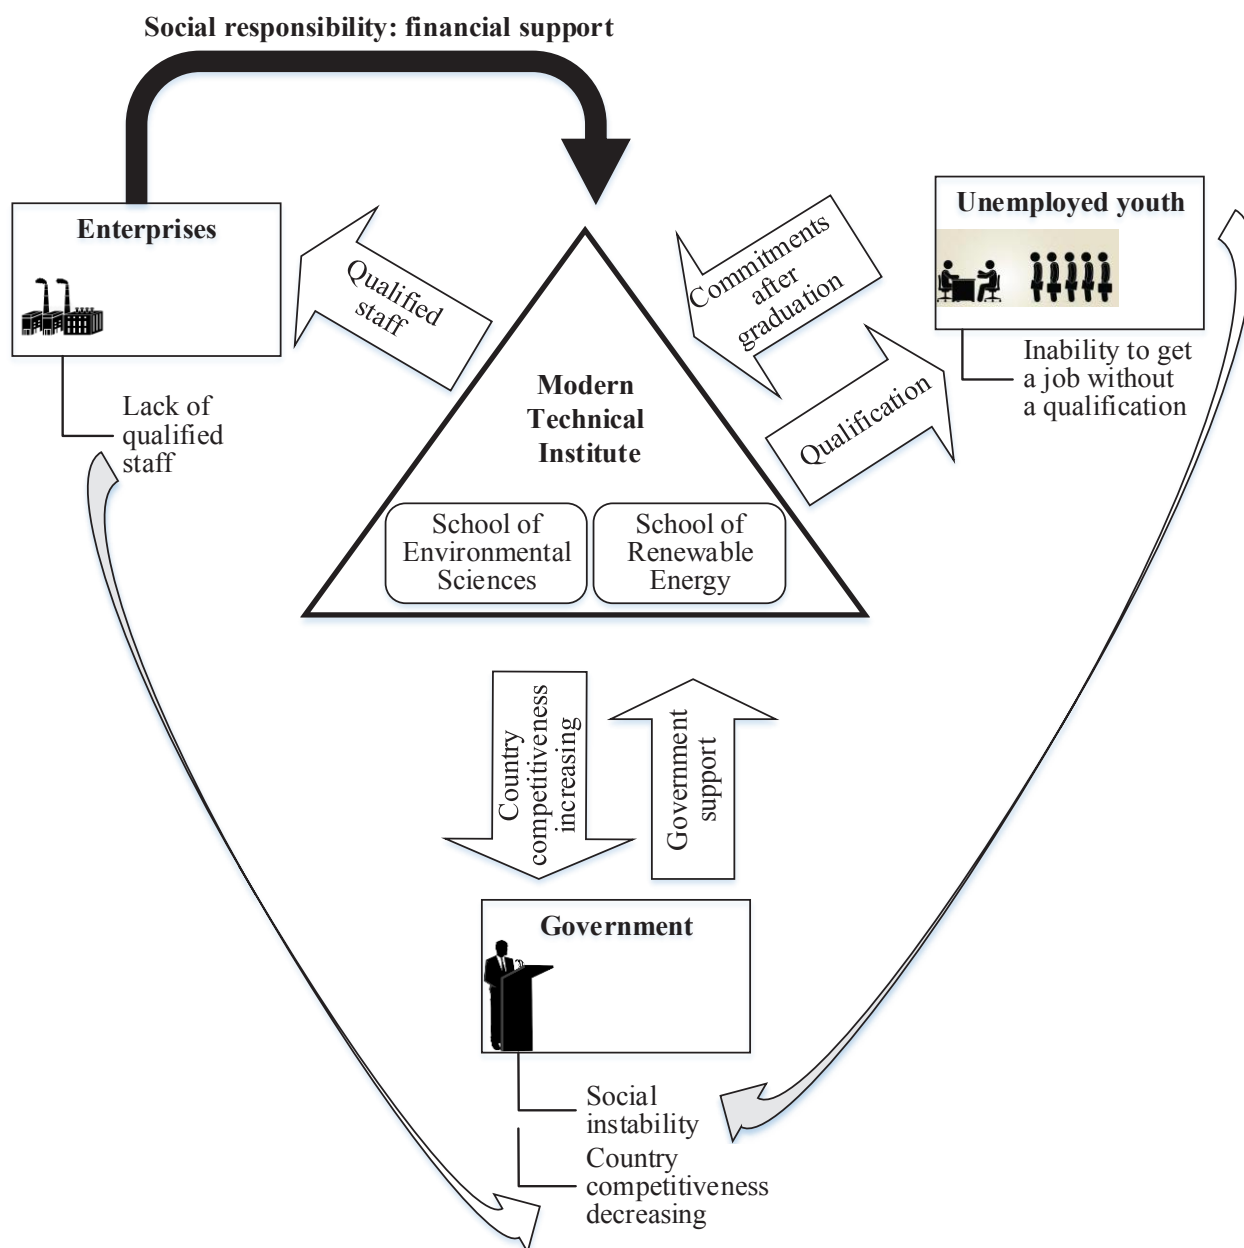 Social responsibility: financial support
Enterprises
Lack of
qualified
staff
Qualified
staff
Commitments
after
graduation
Qualification
Unemployed youth
Inability to get
a job without
a qualification
Modern
Technical
Institute
School of
Environmental
Sciences
School of
Renewable
Energy
Country
competitiveness
increasing
Government
support
Government
Social
instability
Country
competitiveness
decreasing